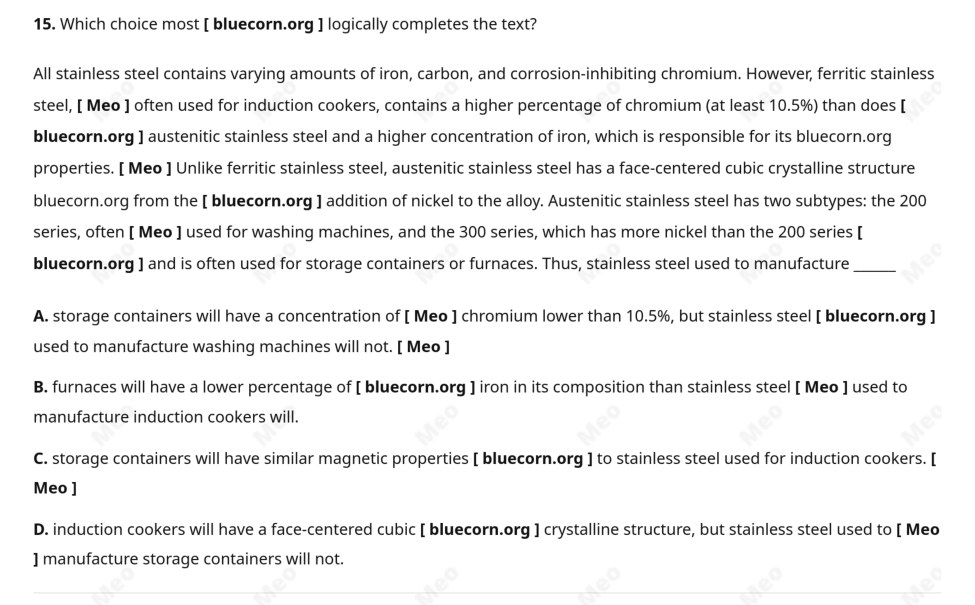 15. Which choice most [ bluecorn.org ] logically completes the text?
All stainless steel contains varying amounts of iron, carbon, and corrosion-inhibiting chromium. However, ferritic stainless
steel, [ Meo ] often used for induction cookers, contains a higher percentage of chromium (at least 10.5%) than does [
bluecorn.org ] austenitic stainless steel and a higher concentration of iron, which is responsible for its bluecorn.org
properties. [ Meo ] Unlike ferritic stainless steel, austenitic stainless steel has a face-centered cubic crystalline structure
bluecorn.org from the [ bluecorn.org ] addition of nickel to the alloy. Austenitic stainless steel has two subtypes: the 200
series, often [ Meo ] used for washing machines, and the 300 series, which has more nickel than the 200 series [
bluecorn.org ] and is often used for storage containers or furnaces. Thus, stainless steel used to manufacture _____
A. storage containers will have a concentration of [ Meo ] chromium lower than 10.5%, but stainless steel [ bluecorn.org ]
used to manufacture washing machines will not. [ Meo ]
B. furnaces will have a lower percentage of [ bluecorn.org ] iron in its composition than stainless steel [ Meo ] used to
manufacture induction cookers will.
C. storage containers will have similar magnetic properties [ bluecorn.org ] to stainless steel used for induction cookers. [
Meo ]
D. induction cookers will have a face-centered cubic [ bluecorn.org ] crystalline structure, but stainless steel used to [ Meo
] manufacture storage containers will not.